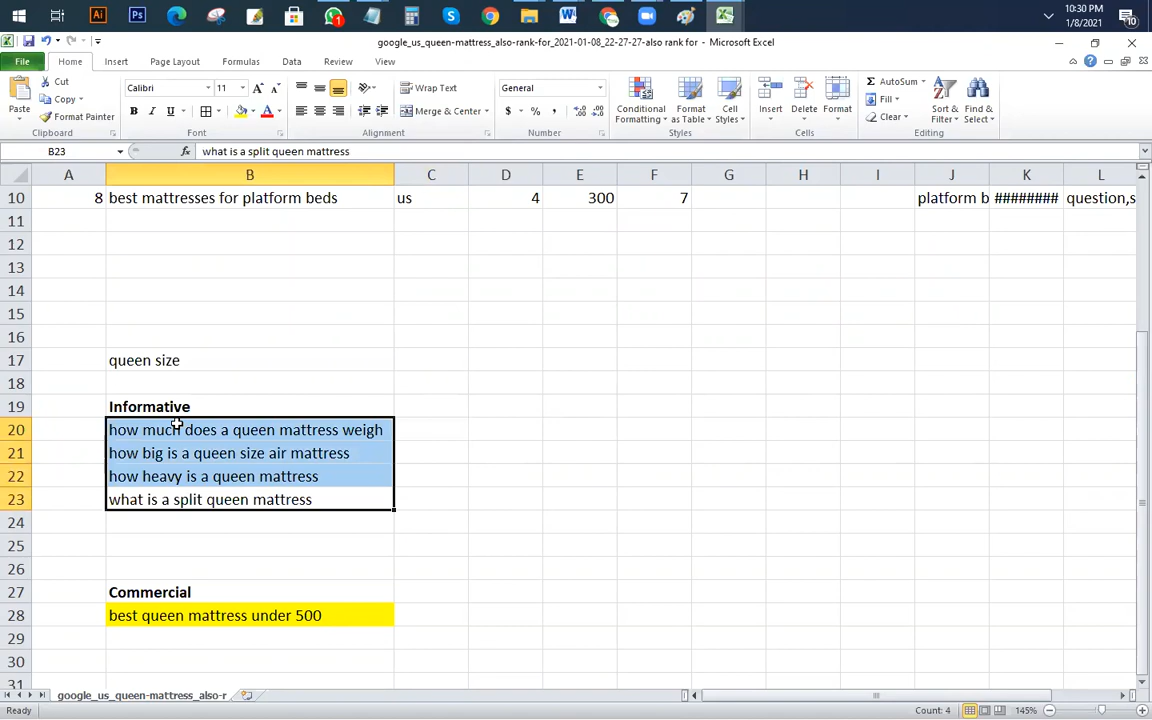 Ai
Ps
1
S
W
10:30 PM
1/8/2021
10
google_us_queen-mattress_also-rank-for_2021-01-08_22-27-27-also rank for - Microsoft Excel
File
Home
Insert
Page Layout
Formulas
Data
Review
View
Paste
Cut
Copy
Format Painter
Calibri
11
B I U
Wrap Text
Merge & Center
General
$ % ,
Conditional Formatting
Format as Table
Cell Styles
Insert
Delete
Format
AutoSum
Fill
Clear
Sort & Filter
Find & Select
Clipboard
Font
Alignment
Number
Styles
Cells
Editing
B23
fx
what is a split queen mattress
A B C D E F G H I J K L
10 8 best mattresses for platform beds us 4 300 7 platform b ######## question,s
11
12
13
14
15
16
17 queen size
18
19 Informative
20 how much does a queen mattress weigh
21 how big is a queen size air mattress
22 how heavy is a queen mattress
23 what is a split queen mattress
24
25
26
27 Commercial
28 best queen mattress under 500
29
30
31
google_us_queen-mattress_also-r
Ready
Count: 4
145%